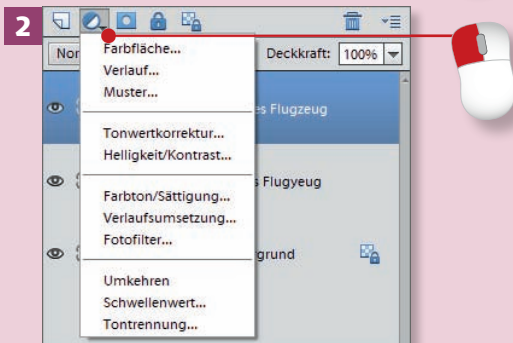 2
Nor
Deckkraft: 100%
Farbfläche...
Verlauf...
Muster...
es Flugzeug
Tonwertkorrektur...
Helligkeit/Kontrast...
s Flugyeug
Farbton/Sättigung...
Verlaufsumsetzung...
Fotofilter...
grund
Umkehren
Schwellenwert...
Tontrennung...